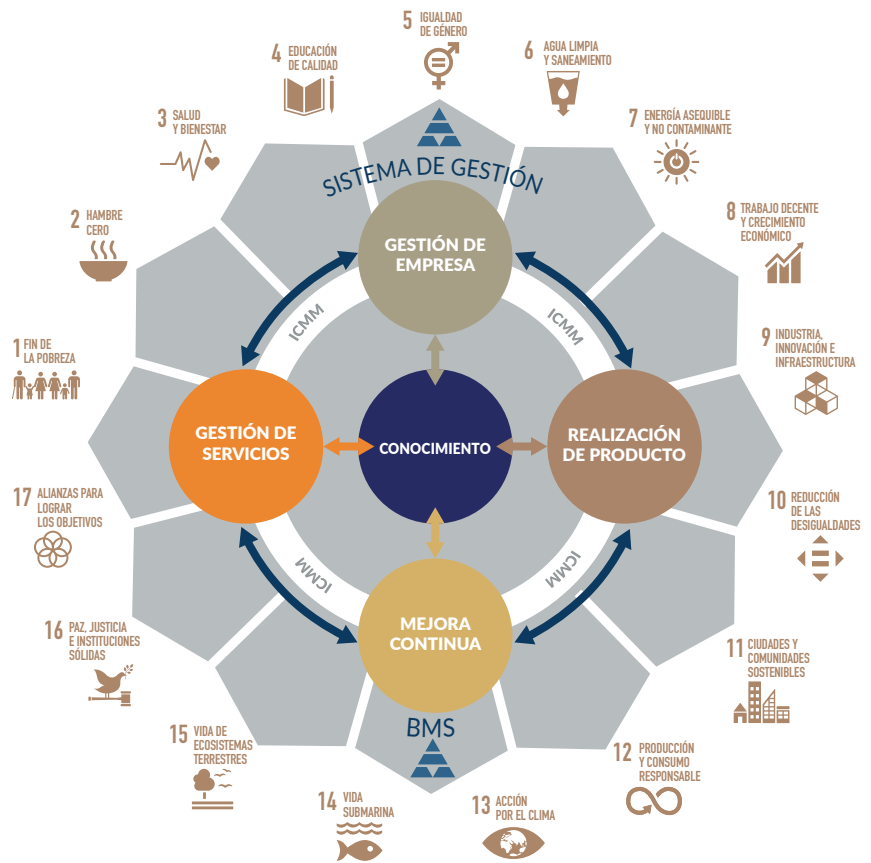 5 IGUALDAD
DE GÉNERO
4 EDUCACIÓN
DE CALIDAD
6 AGUA LIMPIA
Y SANEAMIENTO
3 SALUD
Y BIENESTAR
7 ENERGÍA ASEQUIBLE
Y NO CONTAMINANTE
SISTEMA DE GESTIÓN
2 HAMBRE
CERO
8 TRABAJO DECENTE
Y CRECIMIENTO
ECONÓMICO
GESTIÓN DE
EMPRESA
ICMM
ICMM
1 FIN DE
LA POBREZA
9 INDUSTRIA,
INNOVACIÓN E
INFRAESTRUCTURA
GESTIÓN DE
SERVICIOS
CONOCIMIENTO
REALIZACIÓN
DE PRODUCTO
17 ALIANZAS PARA
LOGRAR
LOS OBJETIVOS
10 REDUCCIÓN
DE LAS
DESIGUALDADES
ICMM
ICMM
MEJORA
CONTINUA
16 PAZ, JUSTICIA
E INSTITUCIONES
SÓLIDAS
11 CIUDADES Y
COMUNIDADES
SOSTENIBLES
BMS
15 VIDA DE
ECOSISTEMAS
TERRESTRES
12 PRODUCCIÓN
Y CONSUMO
RESPONSABLE
14 VIDA
SUBMARINA
13 ACCIÓN
POR EL CLIMA